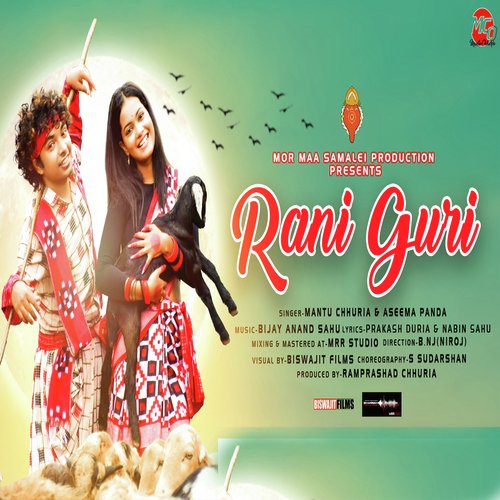 MCO
MOR MAA SAMALEI PRODUCTION
PRESENTS
Rani Guri
SINGER-MANTU CHHURIA & ASEEMA PANDA
MUSIC-BIJAY ANAND SAHU LYRICS-PRAKASH DURIA & NABIN SAHU
MIXING & MASTERED AT-MRR STUDIO DIRECTION-B.NJ(NIROJ)
VISUAL BY-BISWAJIT FILMS CHOREOGRAPHY-S SUDARSHAN
PRODUCED BY-RAMPRASHAD CHHURIA
BISWAJIT FILMS